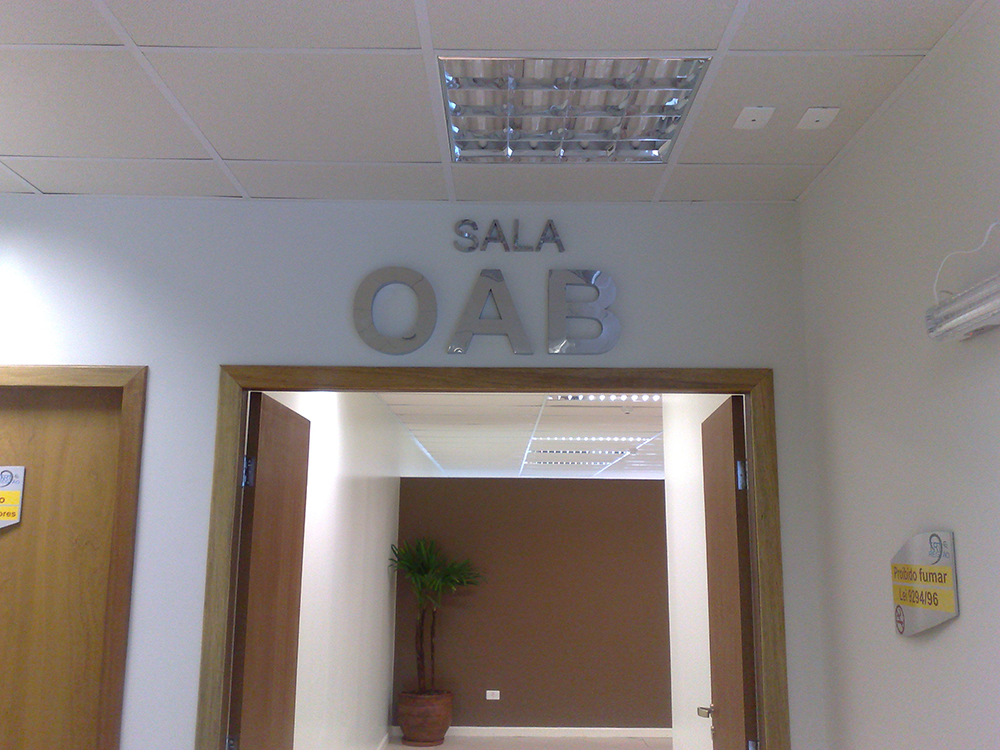 SALA
OAB
Proibido fumar
Lei 9294/96